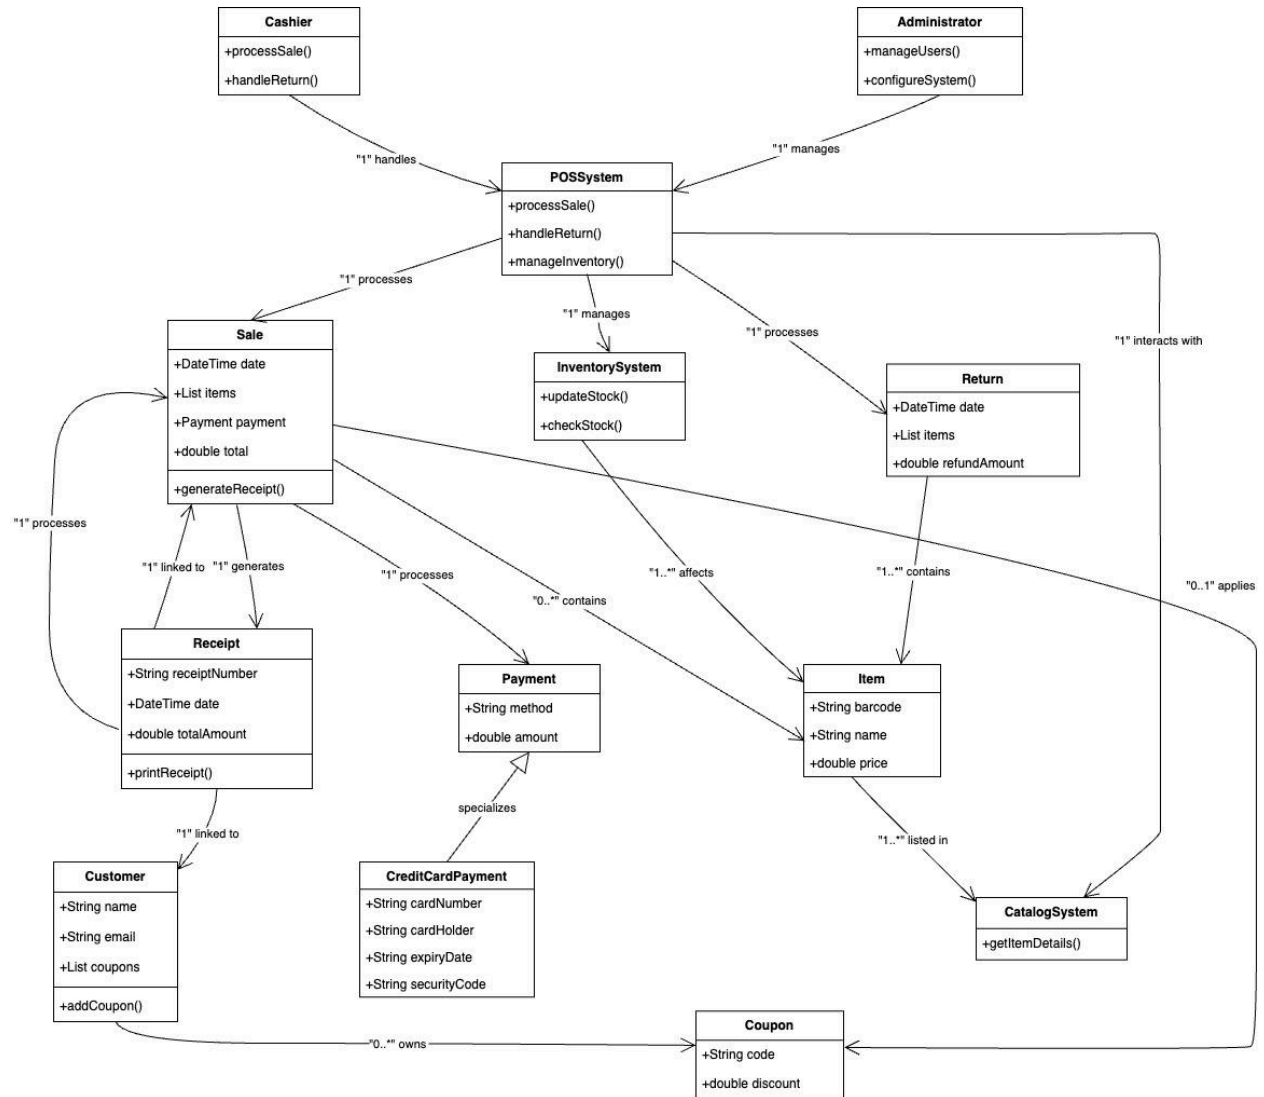 Cashier
+processSale()
+handleReturn()
Administrator
+manageUsers()
+configureSystem()
"1" handles
"1" manages
POSSystem
+processSale()
+handleReturn()
+manageInventory()
"1" processes
"1" manages
"1" processes
"1" interacts with
Sale
+DateTime date
+List items
+Payment payment
+double total
+generateReceipt()
InventorySystem
+updateStock()
+checkStock()
Return
+DateTime date
+List items
+double refundAmount
"1" processes
"1" linked to
"1" generates
"1" processes
"0..*" contains
"1..*" affects
"1..*" contains
"0..1" applies
Receipt
+String receiptNumber
+DateTime date
+double totalAmount
+printReceipt()
Payment
+String method
+double amount
Item
+String barcode
+String name
+double price
"1" linked to
specializes
"1..*" listed in
Customer
+String name
+String email
+List coupons
+addCoupon()
CreditCardPayment
+String cardNumber
+String cardHolder
+String expiryDate
+String securityCode
CatalogSystem
+getItemDetails()
"0..*" owns
Coupon
+String code
+double discount